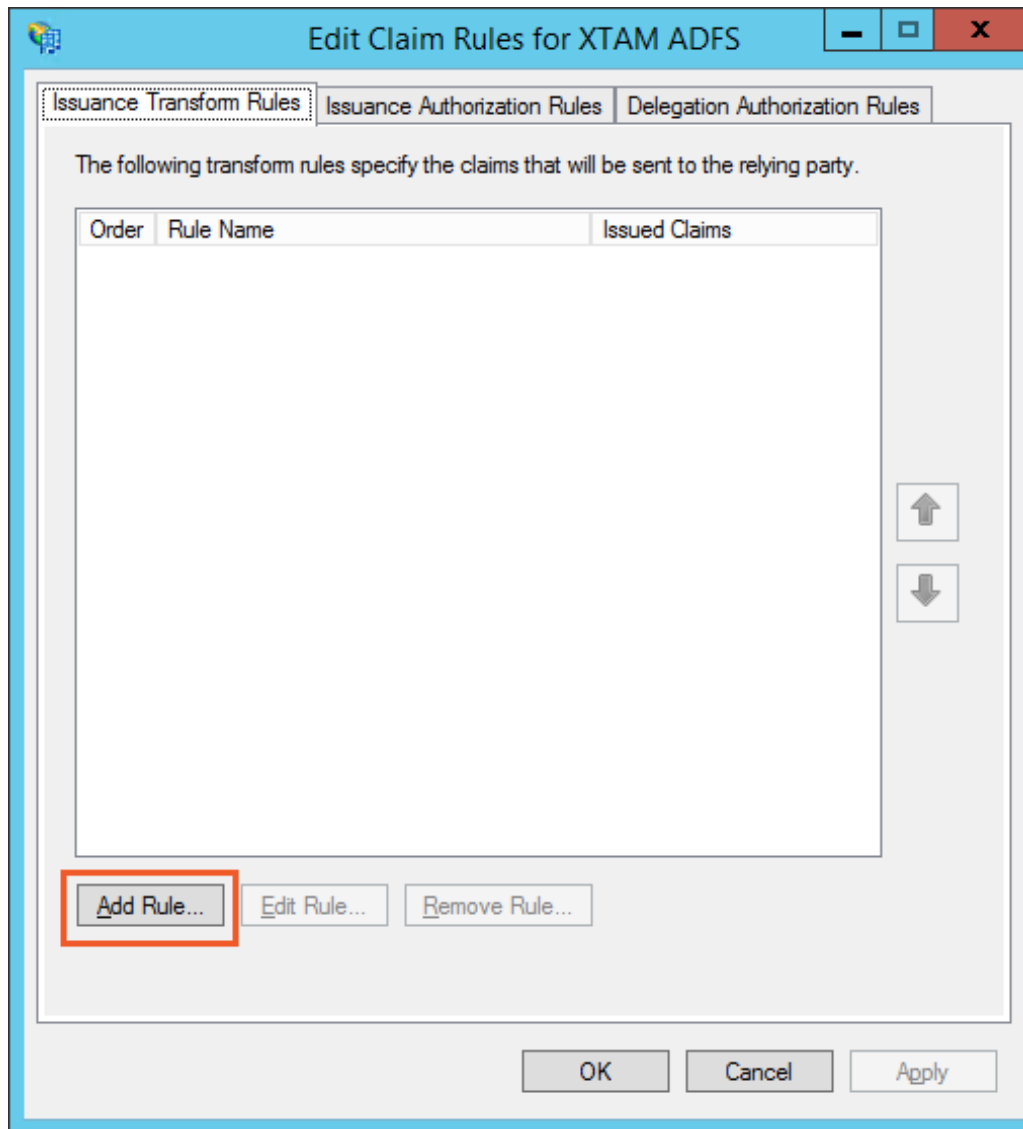 Edit Claim Rules for XTAM ADFS
Issuance Transform Rules Issuance Authorization Rules Delegation Authorization Rules
The following transform rules specify the claims that will be sent to the relying party.
Order Rule Name Issued Claims
Add Rule... Edit Rule... Remove Rule...
OK Cancel Apply